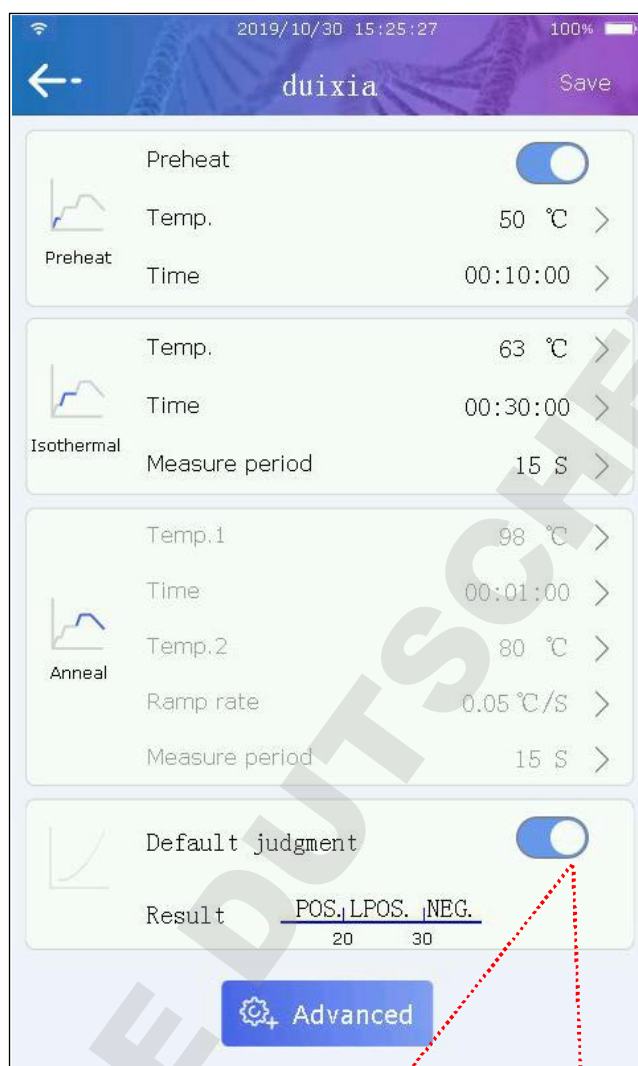 2019/10/30 15:25:27 100%
duixia Save
Preheat
Temp. 50 ℃ >
Preheat
Time 00:10:00 >
Temp. 63 ℃ >
Time 00:30:00 >
Isothermal
Measure period 15 S >
Temp.1 98 ℃ >
Time 00:01:00 >
Temp.2 80 ℃ >
Anneal
Ramp rate 0.05℃/S >
Measure period 15 S >
Default judgment
Result POS. LPOS. NEG.
20 30
Advanced
E DUTSCHE